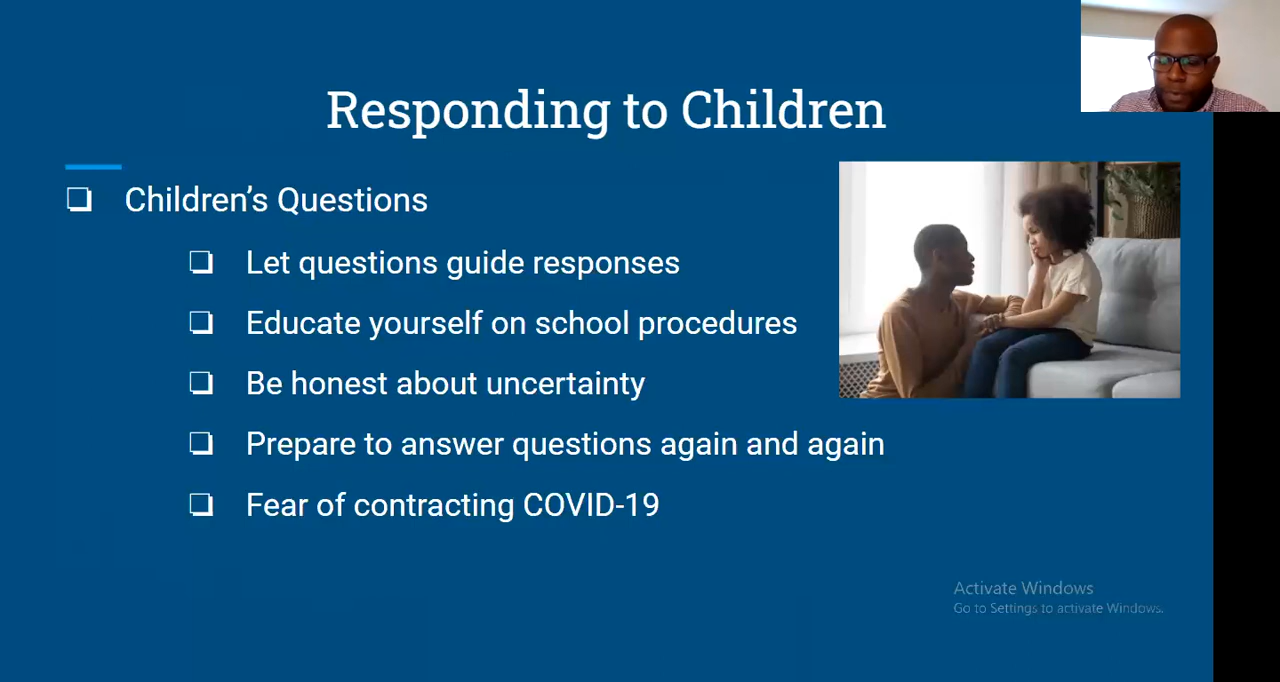 Responding to Children
❏ Children’s Questions
❏ Let questions guide responses
❏ Educate yourself on school procedures
❏ Be honest about uncertainty
❏ Prepare to answer questions again and again
❏ Fear of contracting COVID-19
Activate Windows
Go to Settings to activate Windows.